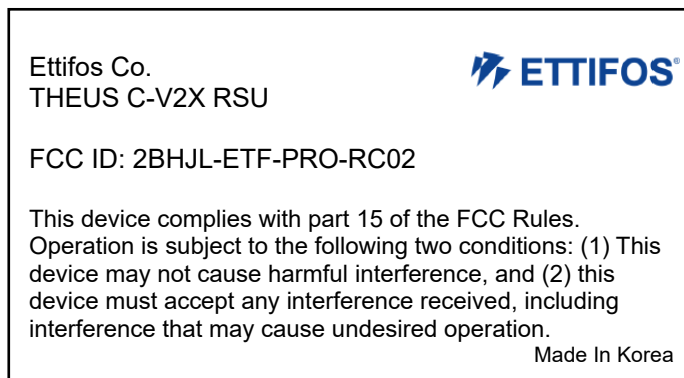 Ettifos Co.
ETTIFOS®
THEUS C-V2X RSU
FCC ID: 2BHJL-ETF-PRO-RC02
This device complies with part 15 of the FCC Rules.
Operation is subject to the following two conditions: (1) This
device may not cause harmful interference, and (2) this
device must accept any interference received, including
interference that may cause undesired operation.
Made In Korea